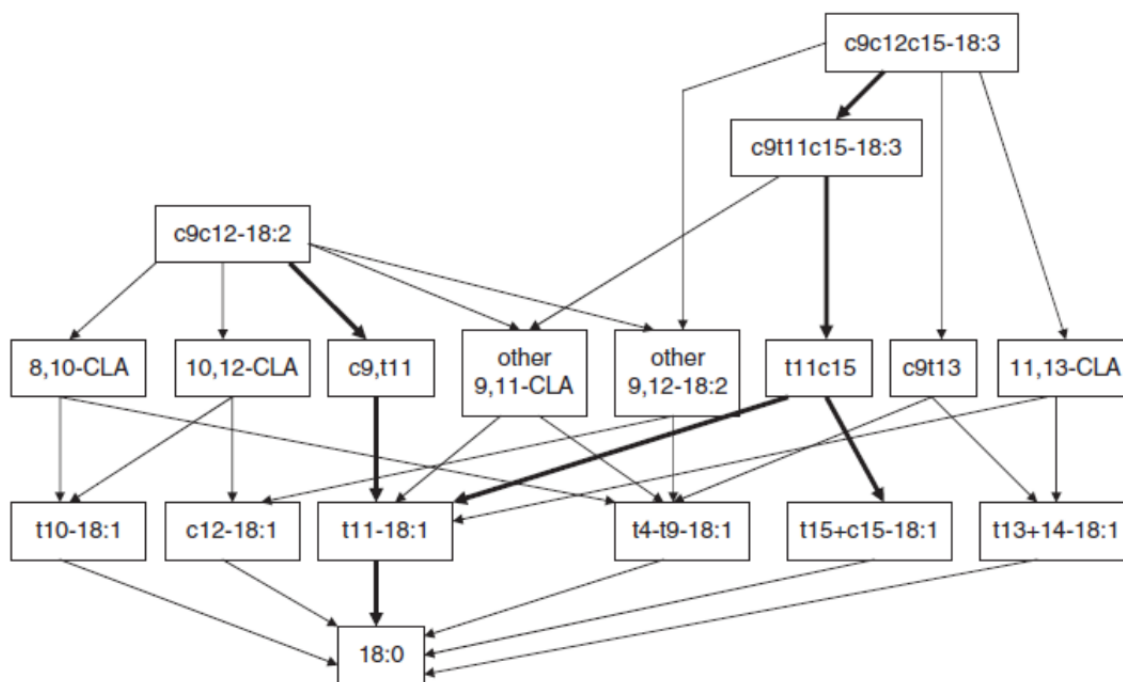 c9c12c15-18:3
c9t11c15-18:3
c9c12-18:2
8,10-CLA
10,12-CLA
c9,t11
other
9,11-CLA
other
9,12-18:2
t11c15
c9t13
11,13-CLA
t10-18:1
c12-18:1
t11-18:1
t4-t9-18:1
t15+c15-18:1
t13+14-18:1
18:0